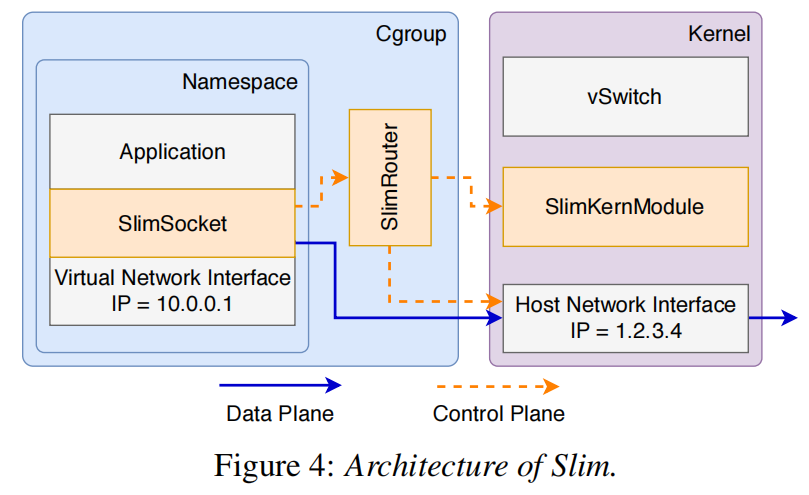 Cgroup
Kernel
Namespace
vSwitch
Application
SlimRouter
SlimSocket
SlimKernModule
Virtual Network Interface
IP = 10.0.0.1
Host Network Interface
IP = 1.2.3.4
Data Plane
Control Plane
Figure 4: Architecture of Slim.